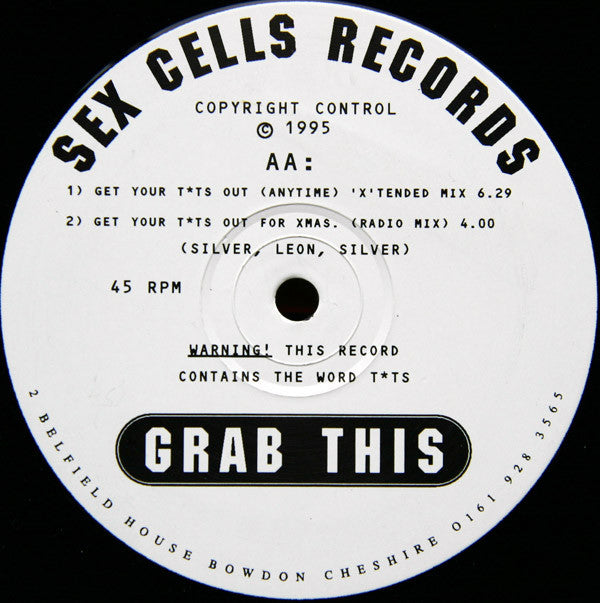 SEX CELLS RECORDS
COPYRIGHT CONTROL
© 1995
AA:
1) GET YOUR T*TS OUT (ANYTIME) 'X'TENDED MIX 6.29
2) GET YOUR T*TS OUT FOR XMAS. (RADIO MIX) 4.00
(SILVER, LEON, SILVER)
45 RPM
WARNING! THIS RECORD
CONTAINS THE WORD T*TS
GRAB THIS
2 BELFIELD HOUSE BOWDON CHESHIRE 0161 928 3565